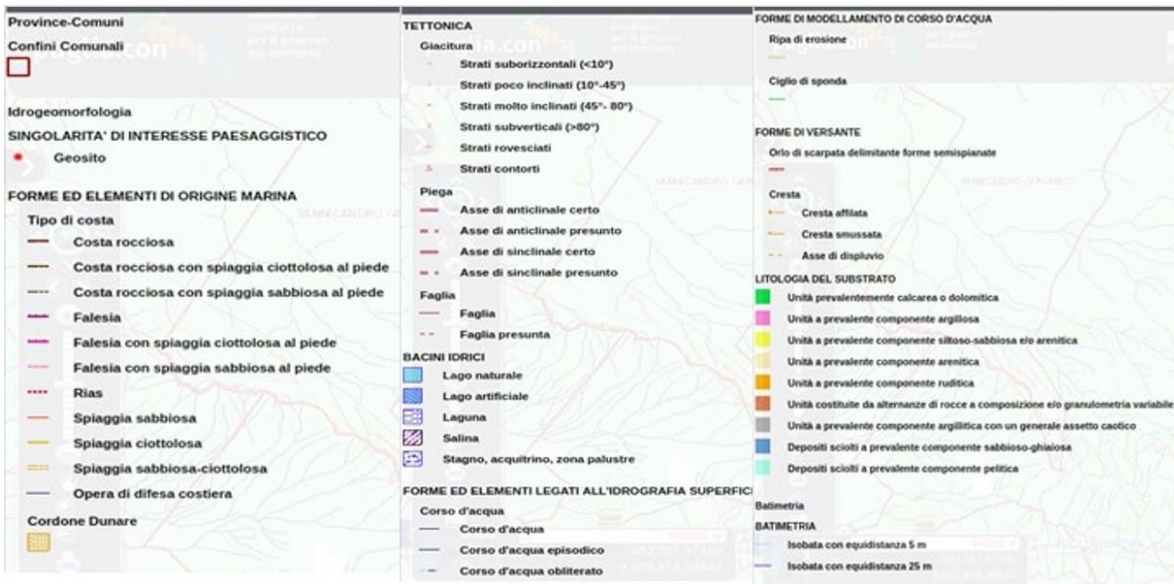 Province-Comuni
Confini Comunali
Idrogeomorfologia
SINGOLARITA' DI INTERESSE PAESAGGISTICO
Geosito
FORME ED ELEMENTI DI ORIGINE MARINA
Tipo di costa
Costa rocciosa
Costa rocciosa con spiaggia ciottolosa al piede
Costa rocciosa con spiaggia sabbiosa al piede
Falesia
Falesia con spiaggia ciottolosa al piede
Falesia con spiaggia sabbiosa al piede
Rias
Spiaggia sabbiosa
Spiaggia ciottolosa
Spiaggia sabbiosa-ciottolosa
Opera di difesa costiera
Cordone Dunare
TETTONICA
Giacitura
Strati suborizzontali (<10°)
Strati poco inclinati (10°-45°)
Strati molto inclinati (45°- 80°)
Strati subverticali (>80°)
Strati rovesciati
Strati contorti
Piega
Asse di anticlinale certo
Asse di anticlinale presunto
Asse di sinclinale certo
Asse di sinclinale presunto
Faglia
Faglia
Faglia presunta
BACINI IDRICI
Lago naturale
Lago artificiale
Laguna
Salina
Stagno, acquitrino, zona palustre
FORME ED ELEMENTI LEGATI ALL'IDROGRAFIA SUPERFICI
Corso d'acqua
Corso d'acqua
Corso d'acqua episodico
Corso d'acqua obliterato
FORME DI MODELLAMENTO DI CORSO D'ACQUA
Ripa di erosione
Ciglio di sponda
FORME DI VERSANTE
Orlo di scarpata delimitante forme semispianate
Cresta
Cresta affilata
Cresta smussata
Asse di displuvio
LITOLOGIA DEL SUBSTRATO
Unità prevalentemente calcarea o dolomitica
Unità a prevalente componente argillosa
Unità a prevalente componente siltoso-sabbiosa e/o arenitica
Unità a prevalente componente arenitica
Unità a prevalente componente ruditica
Unità costituite da alternanze di rocce a composizione e/o granulometria variabile
Unità a prevalente componente argillitica con un generale assetto caotico
Depositi sciolti a prevalente componente sabbioso-ghiaiosa
Depositi sciolti a prevalente componente pelitica
Batimetria
BATIMETRIA
Isobata con equidistanza 5 m
Isobata con equidistanza 25 m